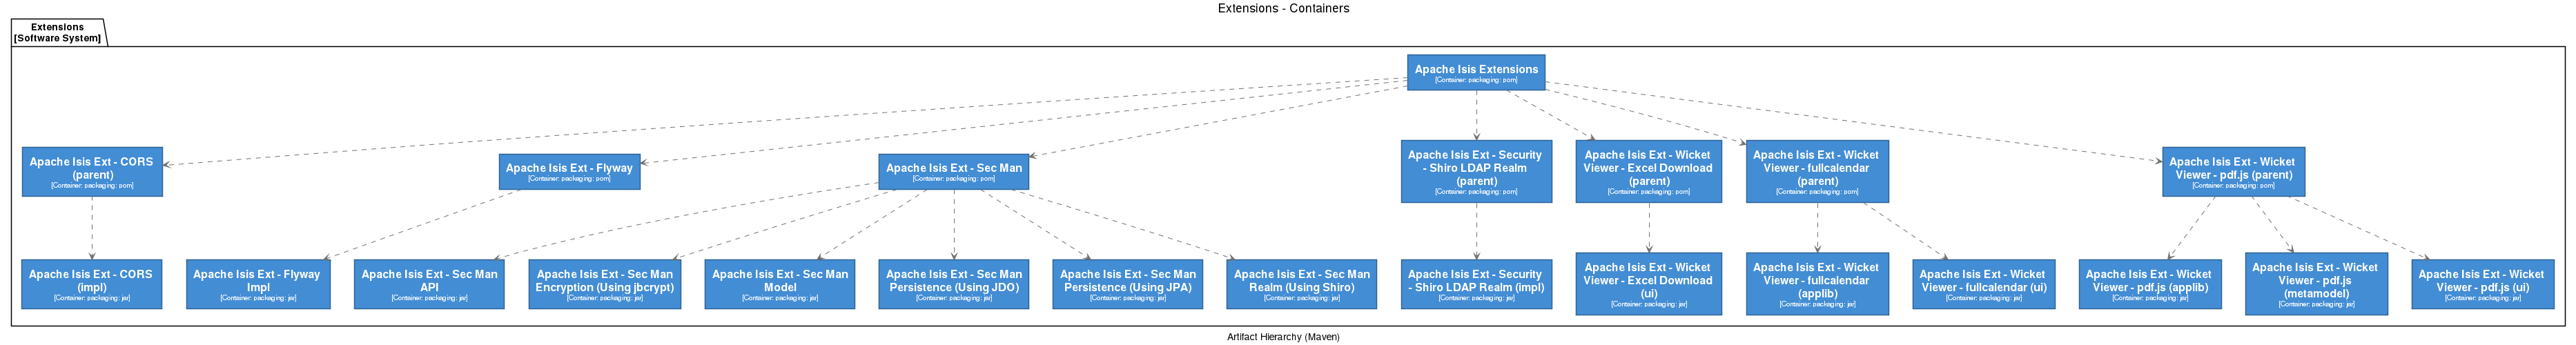 Extensions - Containers
Extensions
[Software System]
Apache Isis Extensions
[Container: packaging: pom]
Apache Isis Ext - CORS
(parent)
[Container: packaging: pom]
Apache Isis Ext - Flyway
[Container: packaging: pom]
Apache Isis Ext - Sec Man
[Container: packaging: pom]
Apache Isis Ext - Security
- Shiro LDAP Realm
(parent)
[Container: packaging: pom]
Apache Isis Ext - Wicket
Viewer - Excel Download
(parent)
[Container: packaging: pom]
Apache Isis Ext - Wicket
Viewer - fullcalendar
(parent)
[Container: packaging: pom]
Apache Isis Ext - Wicket
Viewer - pdf.js (parent)
[Container: packaging: pom]
Apache Isis Ext - CORS
(impl)
[Container: packaging: jar]
Apache Isis Ext - Flyway
Impl
[Container: packaging: jar]
Apache Isis Ext - Sec Man
API
[Container: packaging: jar]
Apache Isis Ext - Sec Man
Encryption (Using jbcrypt)
[Container: packaging: jar]
Apache Isis Ext - Sec Man
Model
[Container: packaging: jar]
Apache Isis Ext - Sec Man
Persistence (Using JDO)
[Container: packaging: jar]
Apache Isis Ext - Sec Man
Persistence (Using JPA)
[Container: packaging: jar]
Apache Isis Ext - Sec Man
Realm (Using Shiro)
[Container: packaging: jar]
Apache Isis Ext - Security
- Shiro LDAP Realm (impl)
[Container: packaging: jar]
Apache Isis Ext - Wicket
Viewer - Excel Download
(ui)
[Container: packaging: jar]
Apache Isis Ext - Wicket
Viewer - fullcalendar
(applib)
[Container: packaging: jar]
Apache Isis Ext - Wicket
Viewer - fullcalendar (ui)
[Container: packaging: jar]
Apache Isis Ext - Wicket
Viewer - pdf.js (applib)
[Container: packaging: jar]
Apache Isis Ext - Wicket
Viewer - pdf.js
(metamodel)
[Container: packaging: jar]
Apache Isis Ext - Wicket
Viewer - pdf.js (ui)
[Container: packaging: jar]
Artifact Hierarchy (Maven)